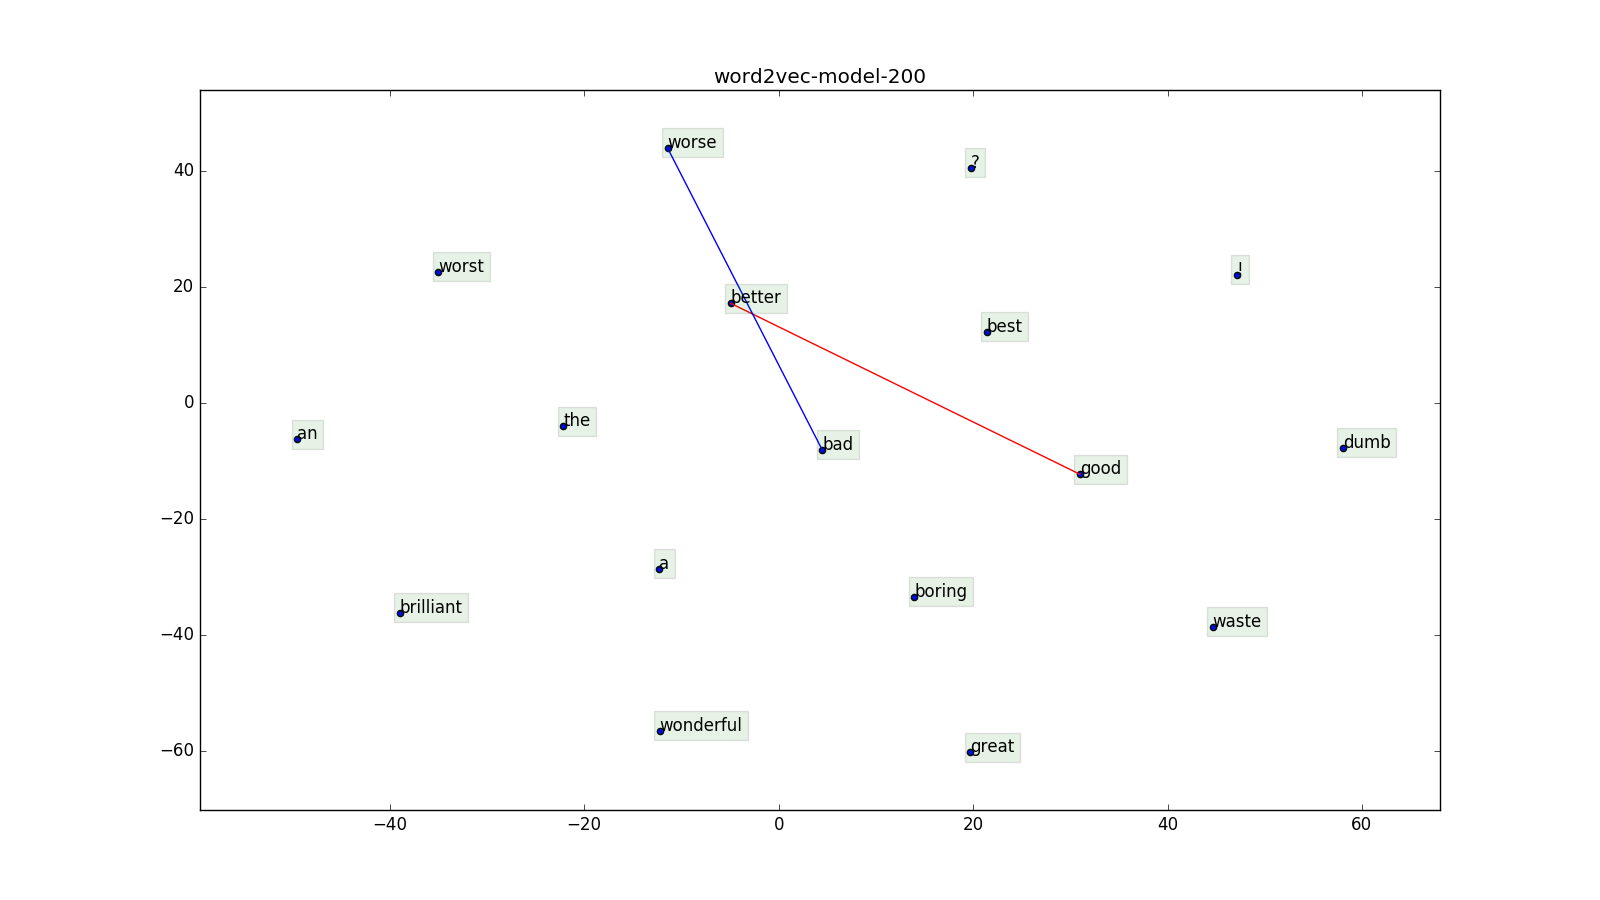 word2vec-model-200
worse
?
40
worst
better
best
20
0
an
the
bad
good
dumb
−20
a
boring
brilliant
waste
−40
wonderful
great
−60
−40 −20 0 20 40 60